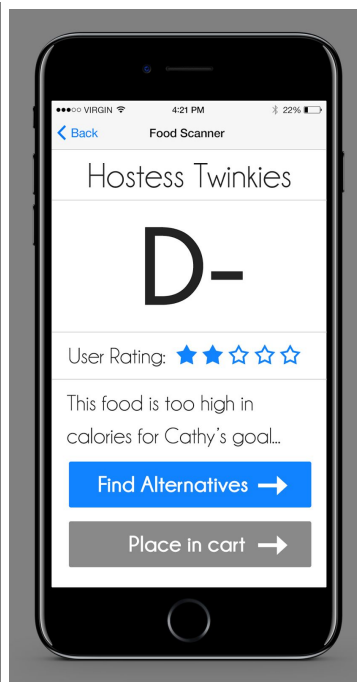 VIRGIN 4:21 PM 22%
Back Food Scanner
Hostess Twinkies
D-
User Rating:
This food is too high in
calories for Cathy's goal...
Find Alternatives
Place in cart